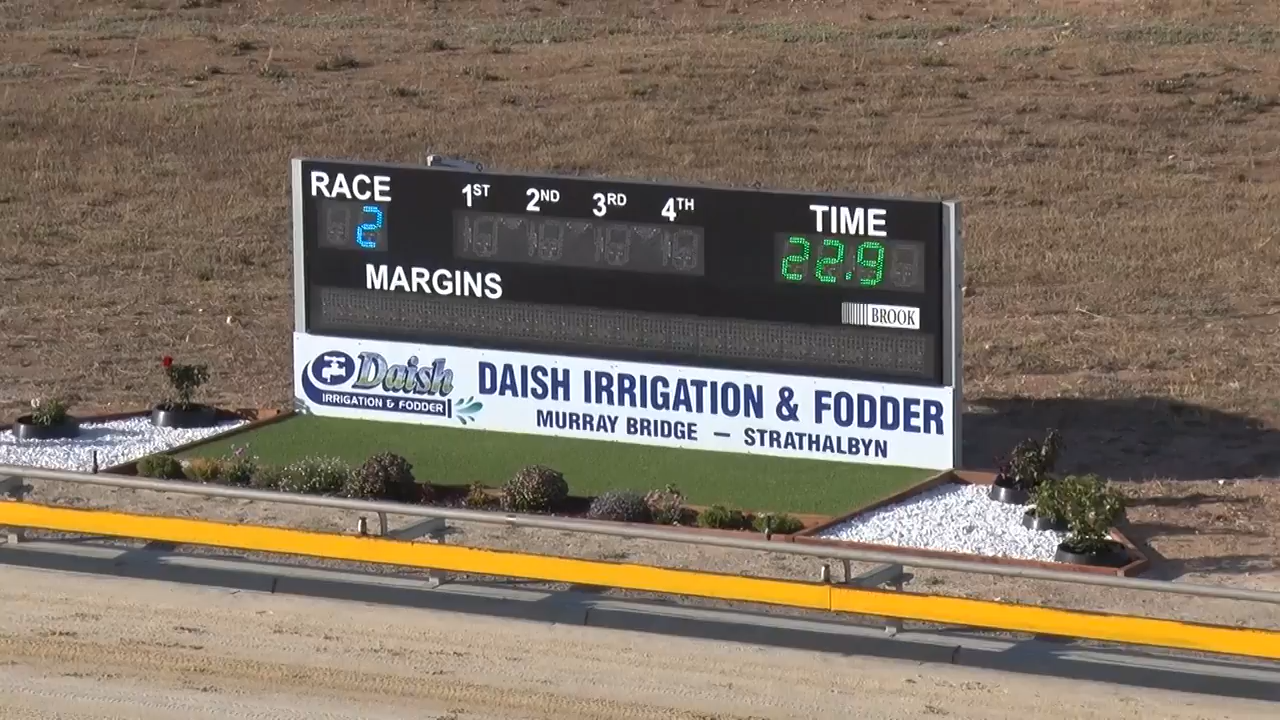 RACE 1ST 2ND 3RD 4TH TIME
2 22.9
MARGINS
BROOK
Daish
IRRIGATION & FODDER
DAISH IRRIGATION & FODDER
MURRAY BRIDGE – STRATHALBYN